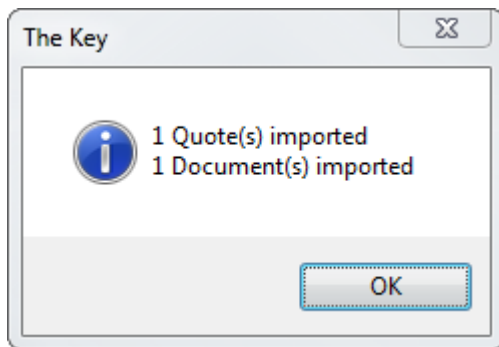 The Key
1 Quote(s) imported
1 Document(s) imported
OK